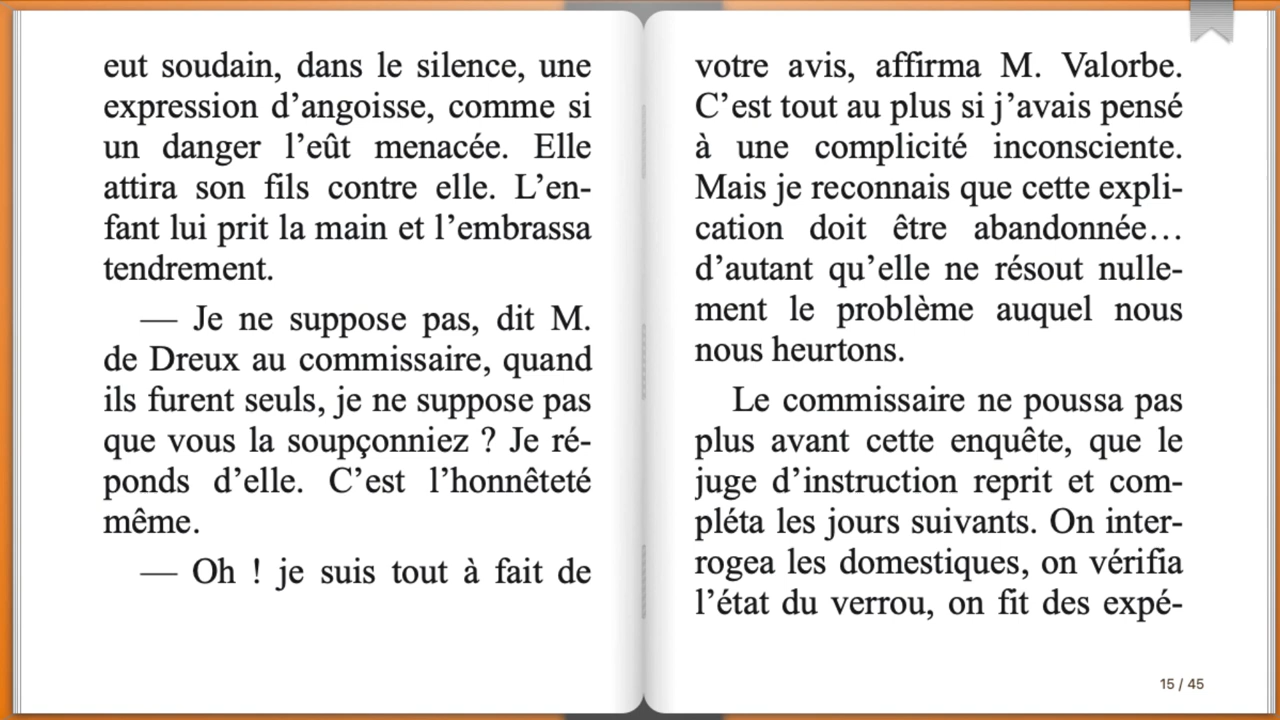 eut soudain, dans le silence, une
expression d’angoisse, comme si
un danger l’eût menacée. Elle
attira son fils contre elle. L’en-
fant lui prit la main et l’embrassa
tendrement.
— Je ne suppose pas, dit M.
de Dreux au commissaire, quand
ils furent seuls, je ne suppose pas
que vous la soupçonniez ? Je ré-
ponds d’elle. C’est l’honnêteté
même.
— Oh ! je suis tout à fait de
votre avis, affirma M. Valorbe.
C’est tout au plus si j’avais pensé
à une complicité inconsciente.
Mais je reconnais que cette expli-
cation doit être abandonnée…
d’autant qu’elle ne résout nulle-
ment le problème auquel nous
nous heurtons.
Le commissaire ne poussa pas
plus avant cette enquête, que le
juge d’instruction reprit et com-
pléta les jours suivants. On inter-
rogea les domestiques, on vérifia
l’état du verrou, on fit des expé-
15 / 45